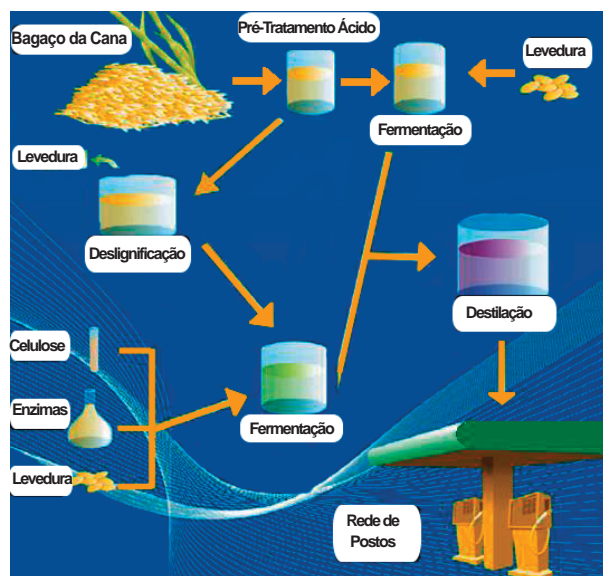 Bagaço da Cana
Pré-Tratamento Ácido
Levedura
Fermentação
Levedura
Deslignificação
Destilação
Celulose
Enzimas
Fermentação
Levedura
Rede de
Postos